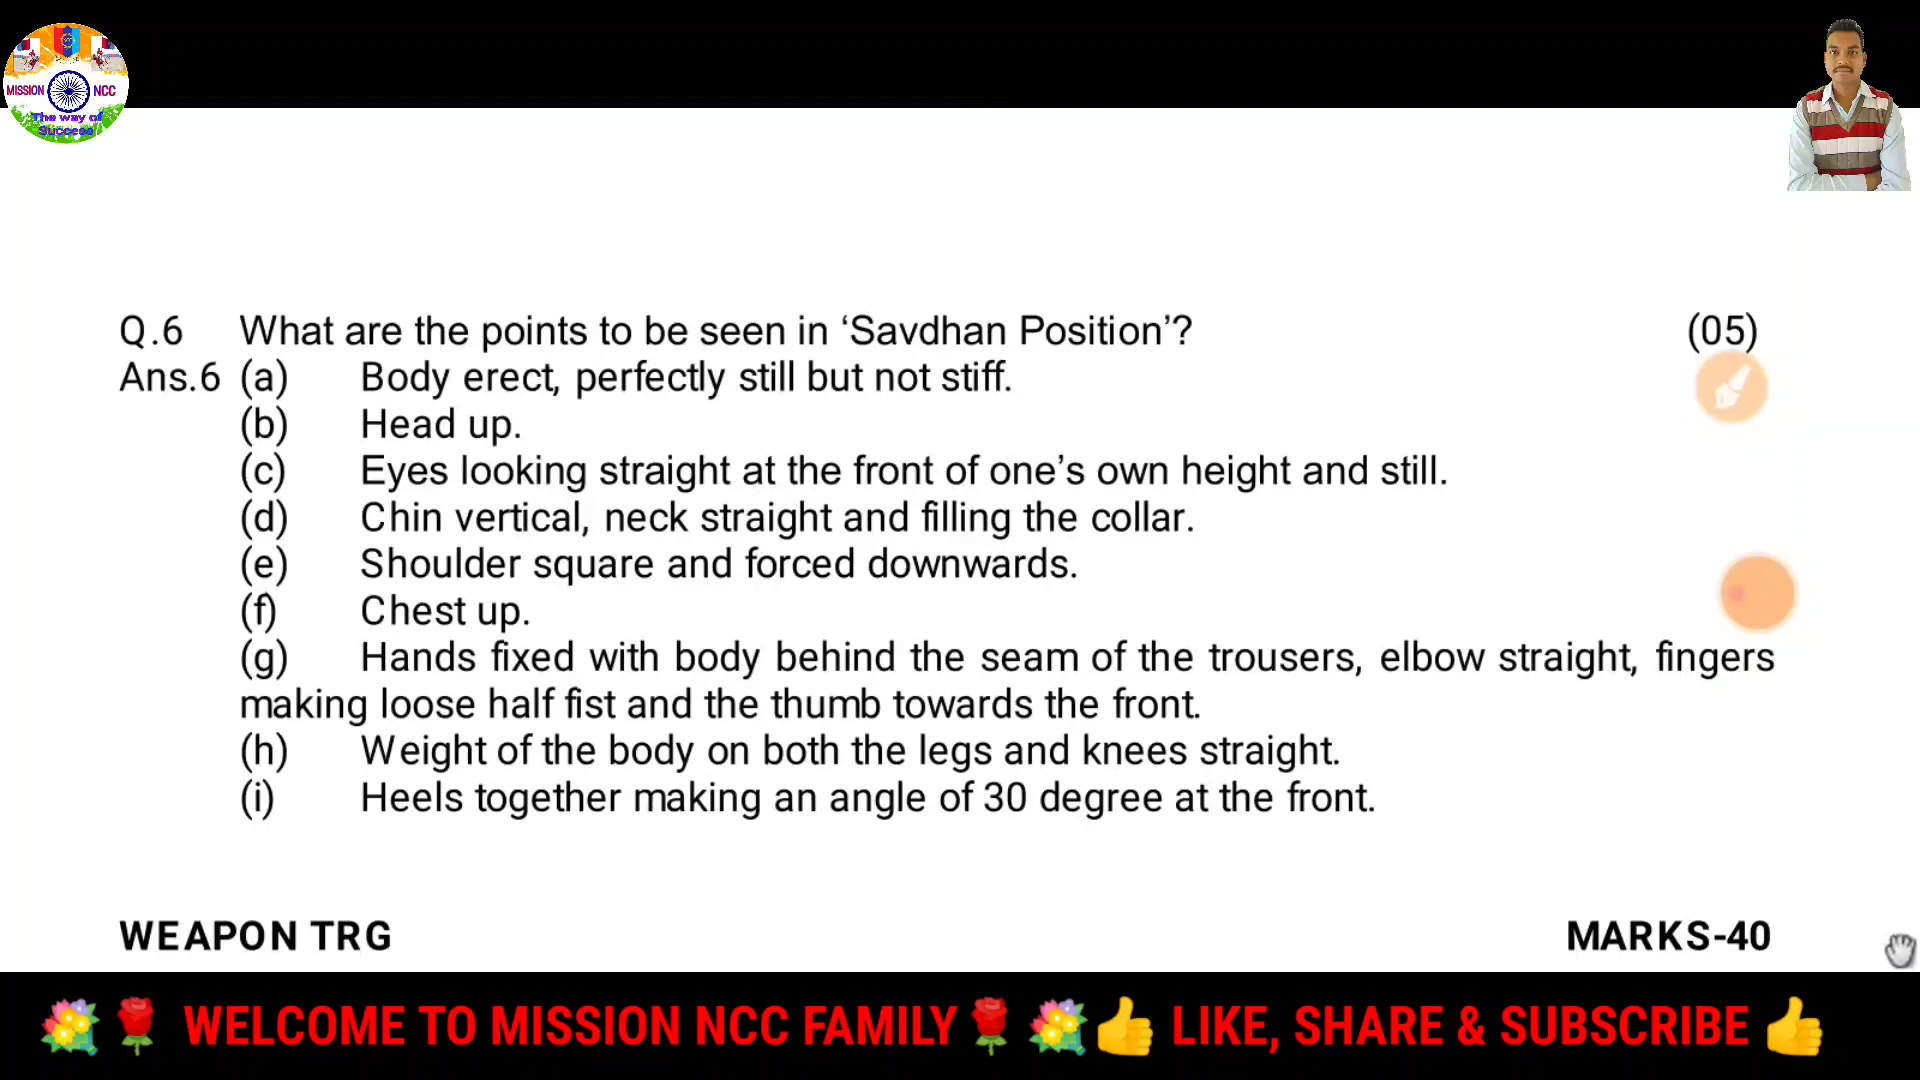 MISSION NCC
The way of
Success
Q.6 What are the points to be seen in ‘Savdhan Position’? (05)
Ans.6 (a) Body erect, perfectly still but not stiff.
(b) Head up.
(c) Eyes looking straight at the front of one’s own height and still.
(d) Chin vertical, neck straight and filling the collar.
(e) Shoulder square and forced downwards.
(f) Chest up.
(g) Hands fixed with body behind the seam of the trousers, elbow straight, fingers
making loose half fist and the thumb towards the front.
(h) Weight of the body on both the legs and knees straight.
(i) Heels together making an angle of 30 degree at the front.
WEAPON TRG MARKS-40
💐🌹 WELCOME TO MISSION NCC FAMILY🌹💐👍 LIKE, SHARE & SUBSCRIBE 👍